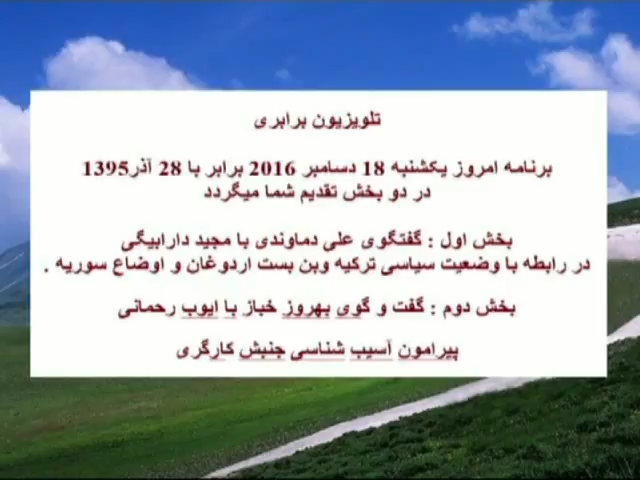 تلویزیون برابری
برنامه امروز یکشنبه 18 دسامبر 2016 برابر با 28 آذر1395
در دو بخش تقدیم شما میگردد
بخش اول : گفتگوی علی دماوندی با مجید دارابیگی
در رابطه با وضعیت سیاسی ترکیه وبن بست اردوغان و اوضاع سوریه .
بخش دوم : گفت و گوی بهروز خباز با ایوب رحمانی
پیرامون آسیب شناسی جنبش کارگری